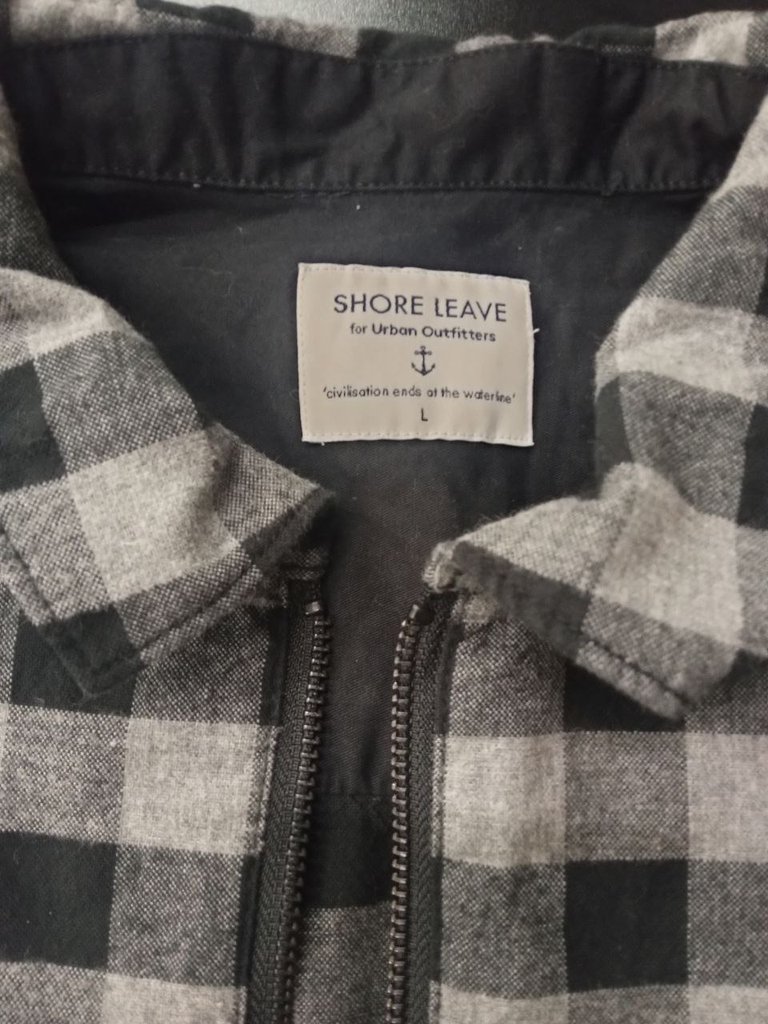 SHORE LEAVE
for Urban Outfitters
'civilisation ends at the waterline'
L